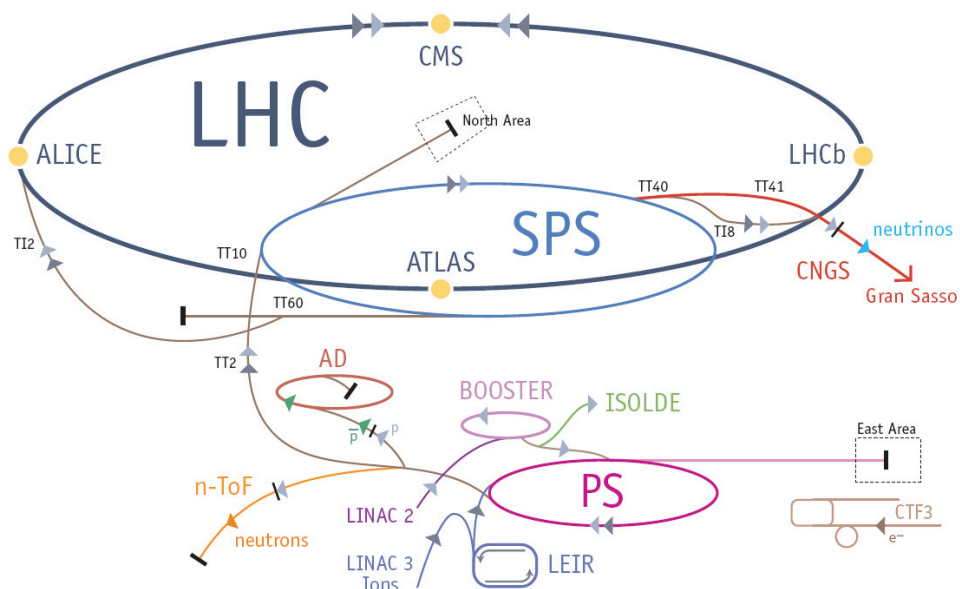 CMS
LHC
North Area
ALICE
LHCb
TT40
TT41
SPS
TI8
neutrinos
TI2
TT10
ATLAS
CNGS
Gran Sasso
TT60
TT2
AD
BOOSTER
ISOLDE
p
p̅
East Area
n-ToF
PS
LINAC 2
neutrons
CTF3
e⁻
LINAC 3
Ions
LEIR